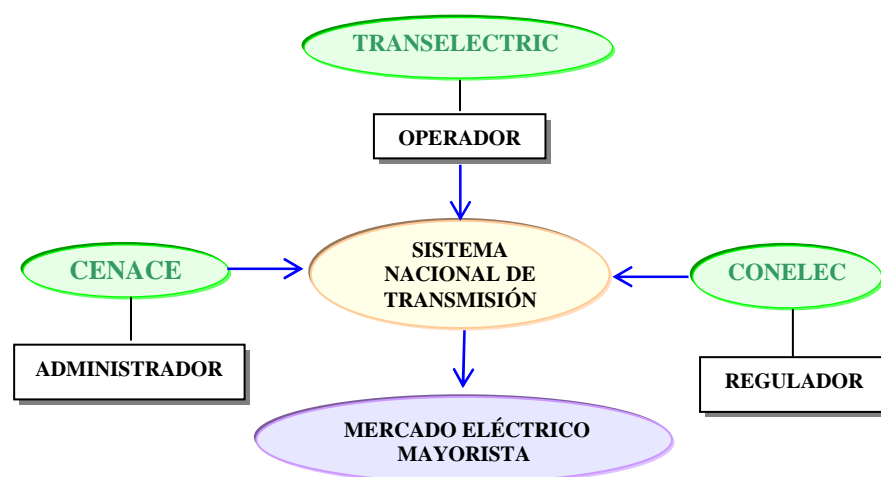 TRANSELECTRIC
OPERADOR
SISTEMA
NACIONAL DE
TRANSMISIÓN
CENACE
CONELEC
ADMINISTRADOR
REGULADOR
MERCADO ELÉCTRICO
MAYORISTA